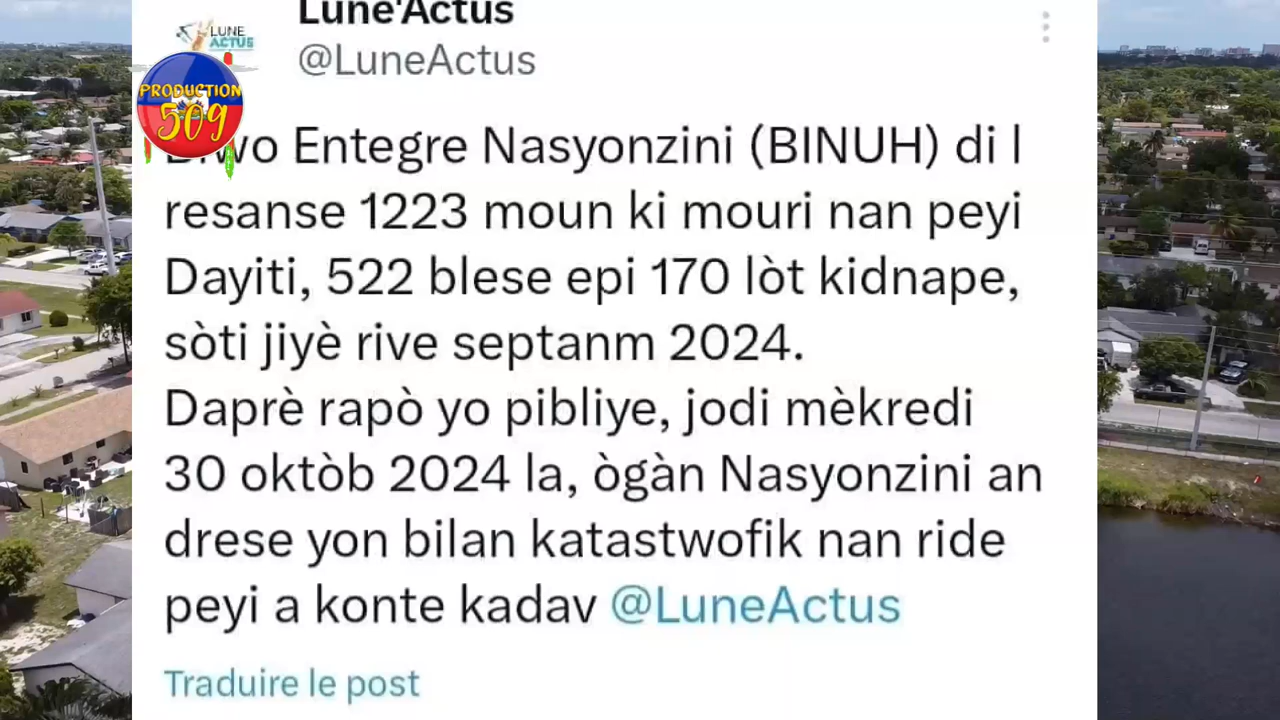 Lune'Actus
LUNE
ACTUS
@LuneActus
PRODUCTION
509
Entegre Nasyonzini (BINUH) di l
resanse 1223 moun ki mouri nan peyi
Dayiti, 522 blese epi 170 lòt kidnape,
sòti jiyè rive septanm 2024.
Daprè rapò yo pibliye, jodi mèkredi
30 oktòb 2024 la, ògàn Nasyonzini an
drese yon bilan katastwofik nan ride
peyi a konte kadav @LuneActus
Traduire le post